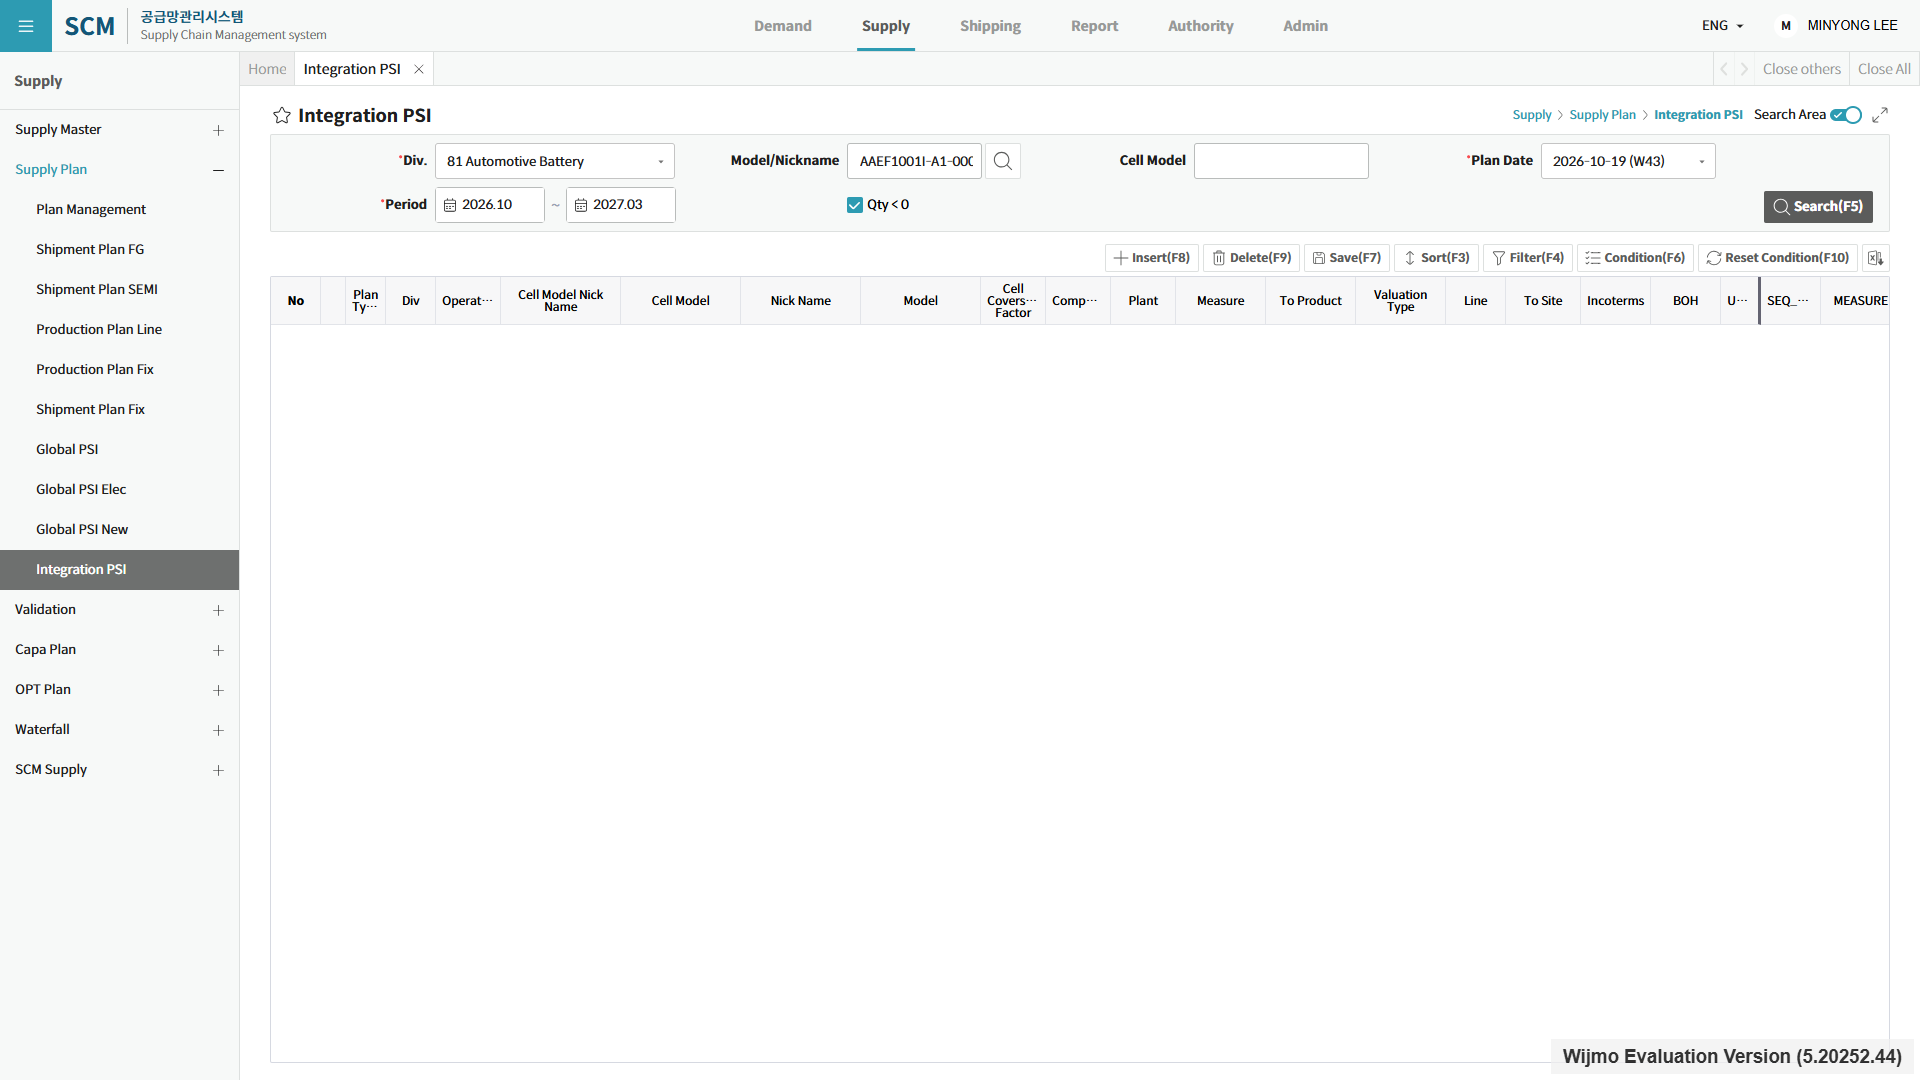 SCM
공급망관리시스템
Supply Chain Management system
Demand
Supply
Shipping
Report
Authority
Admin
ENG
M
MINYONG LEE
Supply
Home
Integration PSI
Close others
Close All
Supply Master
Supply Plan
Plan Management
Shipment Plan FG
Shipment Plan SEMI
Production Plan Line
Production Plan Fix
Shipment Plan Fix
Global PSI
Global PSI Elec
Global PSI New
Integration PSI
Validation
Capa Plan
OPT Plan
Waterfall
SCM Supply
Integration PSI
Supply > Supply Plan > Integration PSI
Search Area
*Div.
81 Automotive Battery
Model/Nickname
AAEF1001I-A1-00C
Cell Model
*Plan Date
2026-10-19 (W43)
*Period
2026.10
~
2027.03
Qty < 0
Search(F5)
Insert(F8)
Delete(F9)
Save(F7)
Sort(F3)
Filter(F4)
Condition(F6)
Reset Condition(F10)
No
Plan Ty···
Div
Operat···
Cell Model Nick Name
Cell Model
Nick Name
Model
Cell Covers··· Factor
Comp···
Plant
Measure
To Product
Valuation Type
Line
To Site
Incoterms
BOH
U···
SEQ_···
MEASURE
Wijmo Evaluation Version (5.20252.44)